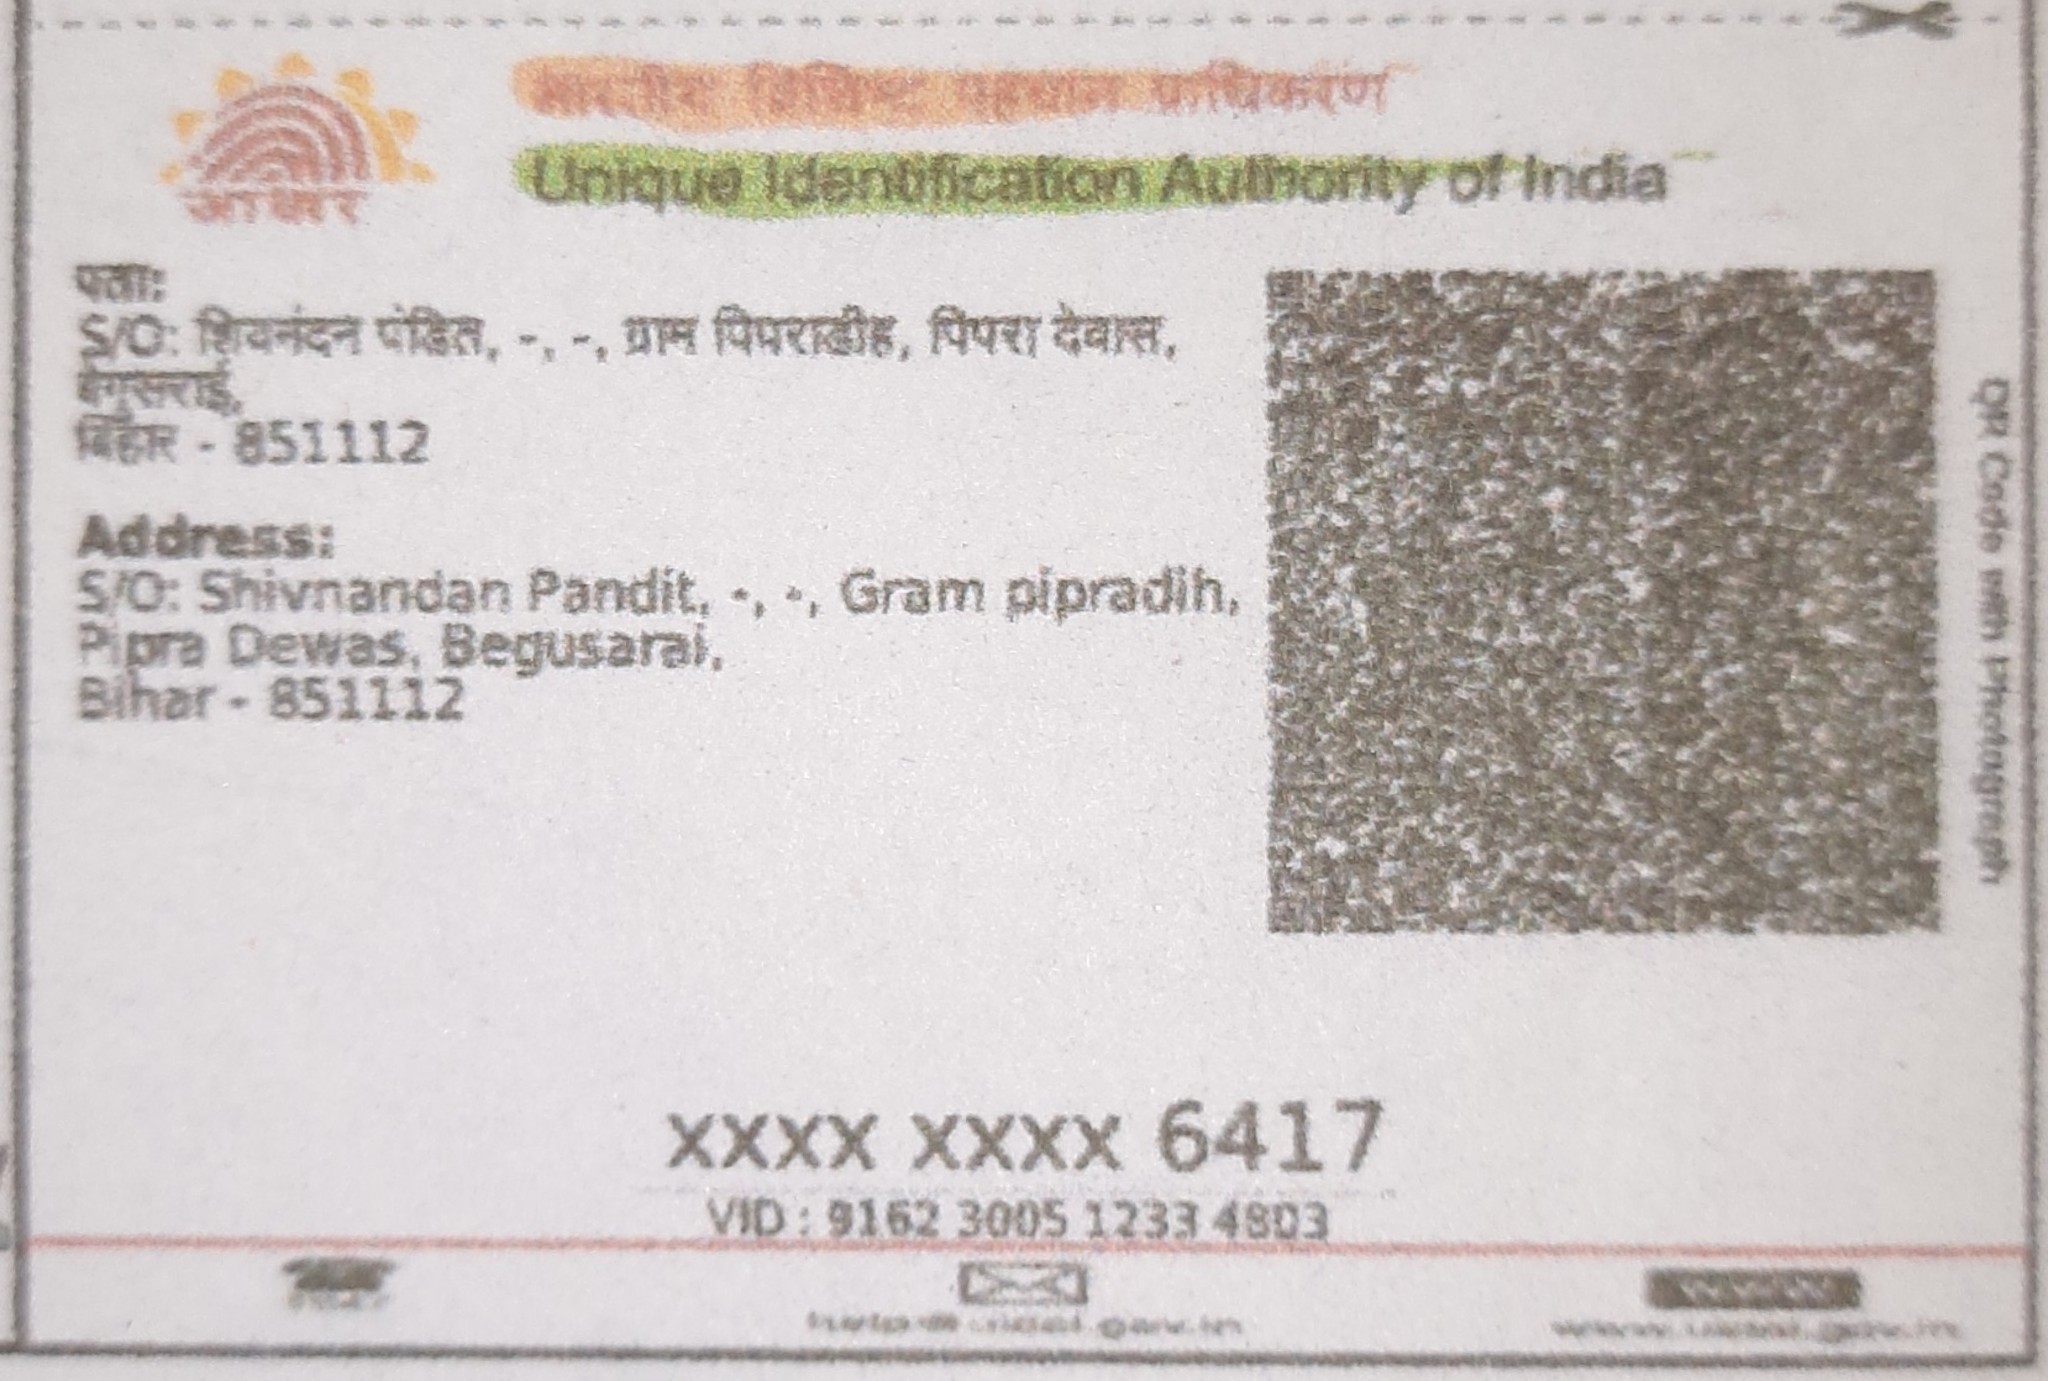 भारतीय विशिष्ट पहचान प्राधिकरण
Unique Identification Authority of India
आधार
पता:
S/O: शिवनंदन पंडित, -, -, ग्राम पिपराडीह, पिपरा देवास,
बेगुसराई,
बिहार - 851112
Address:
S/O: Shivnandan Pandit, -, -, Gram pipradih,
Pipra Dewas, Begusarai,
Bihar - 851112
QR Code with Photograph
XXXX XXXX 6417
VID : 9162 3005 1233 4803